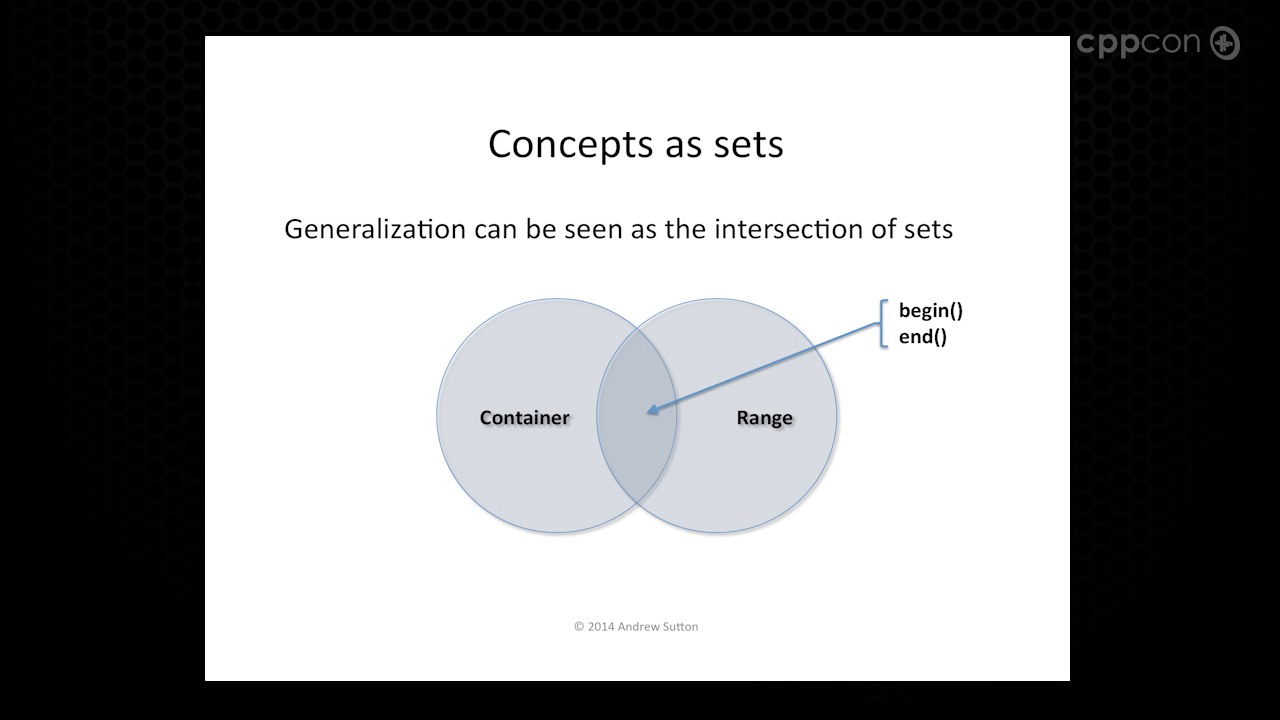 cppcon
Concepts as sets
Generalization can be seen as the intersection of sets
begin()
end()
Container
Range
© 2014 Andrew Sutton